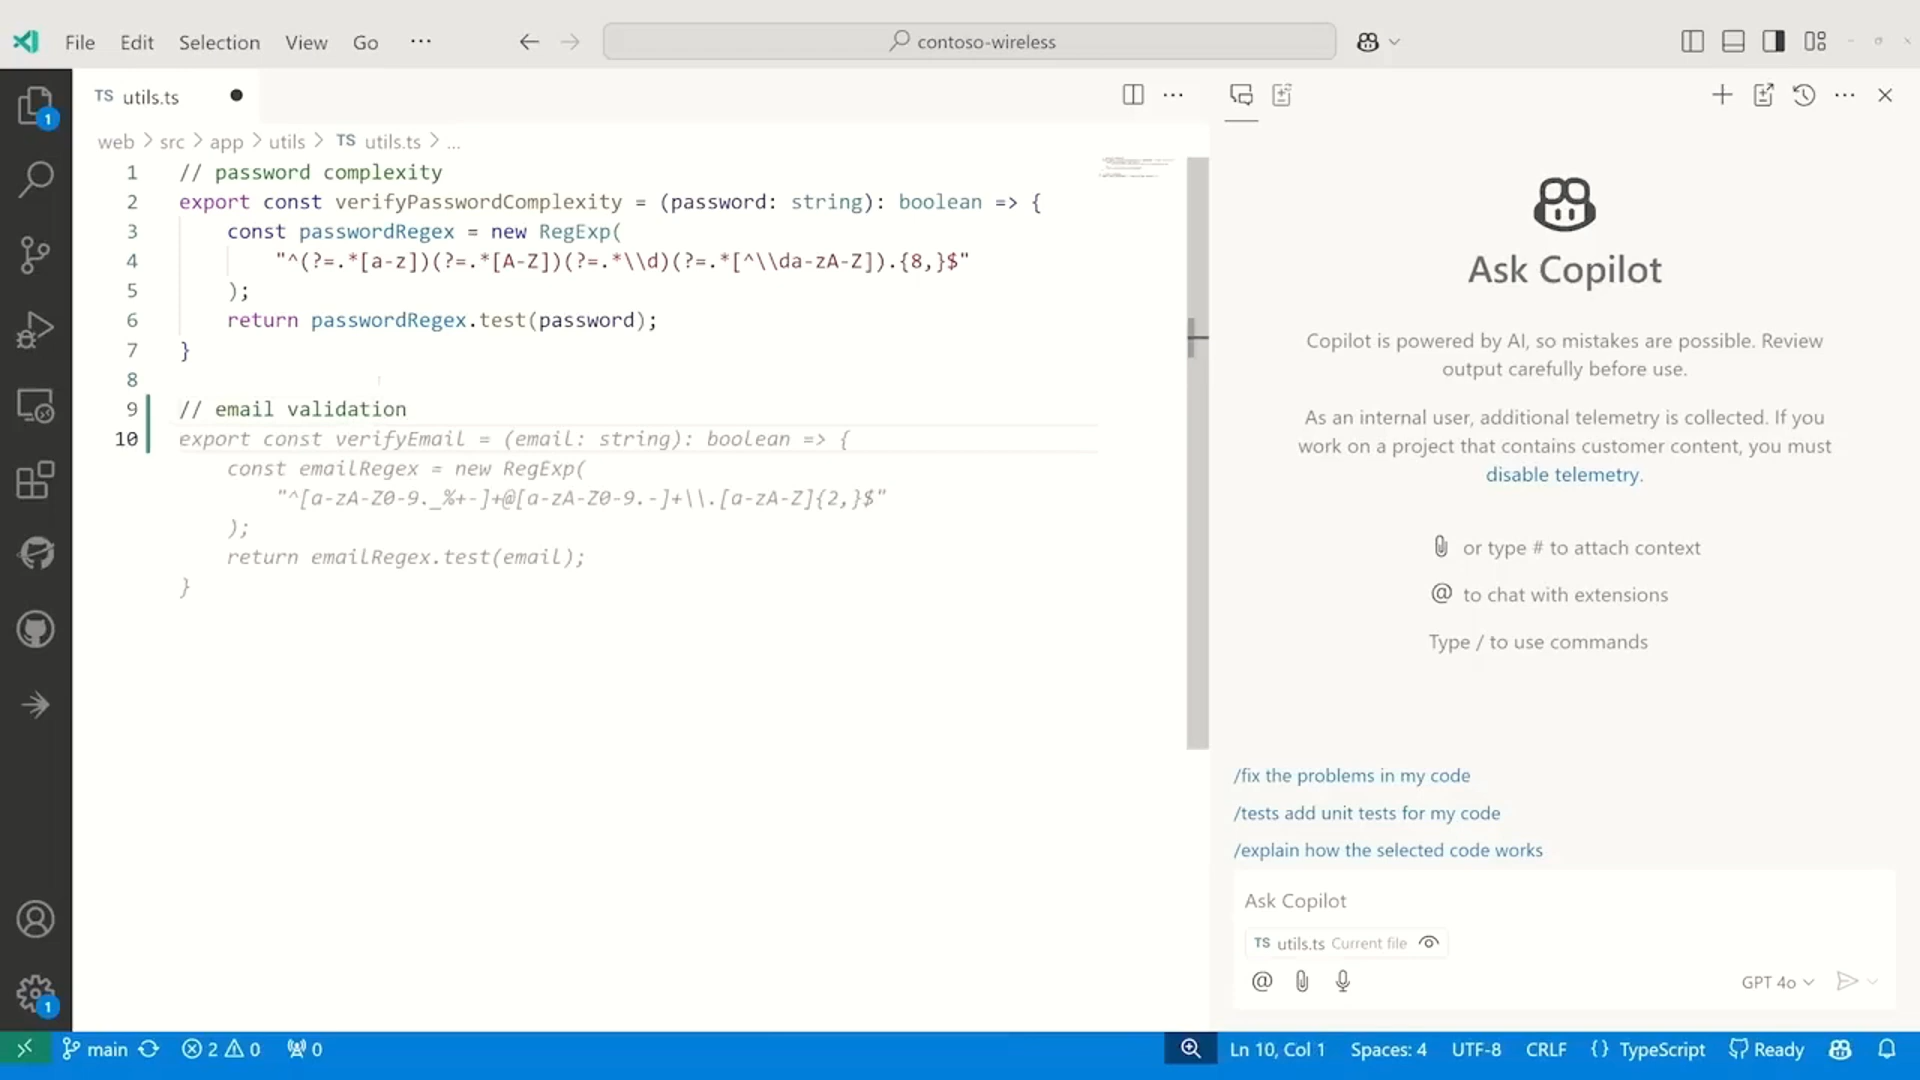 File Edit Selection View Go ...
contoso-wireless
TS utils.ts
web > src > app > utils > TS utils.ts > ...
1 // password complexity
2 export const verifyPasswordComplexity = (password: string): boolean => {
3 const passwordRegex = new RegExp(
4 "^(?=.*[a-z])(?=.*[A-Z])(?=.*\\d)(?=.*[^\\da-zA-Z]).{8,}$"
5 );
6 return passwordRegex.test(password);
7 }
8
9 // email validation
10 export const verifyEmail = (email: string): boolean => {
const emailRegex = new RegExp(
"^[a-zA-Z0-9._%+-]+@[a-zA-Z0-9.-]+\\.[a-zA-Z]{2,}$"
);
return emailRegex.test(email);
}
1
1
Ask Copilot
Copilot is powered by AI, so mistakes are possible. Review
output carefully before use.
As an internal user, additional telemetry is collected. If you
work on a project that contains customer content, you must
disable telemetry.
or type # to attach context
@ to chat with extensions
Type / to use commands
/fix the problems in my code
/tests add unit tests for my code
/explain how the selected code works
Ask Copilot
TS utils.ts Current file
@ GPT 4o
main 2 0 0 Ln 10, Col 1 Spaces: 4 UTF-8 CRLF {} TypeScript Ready